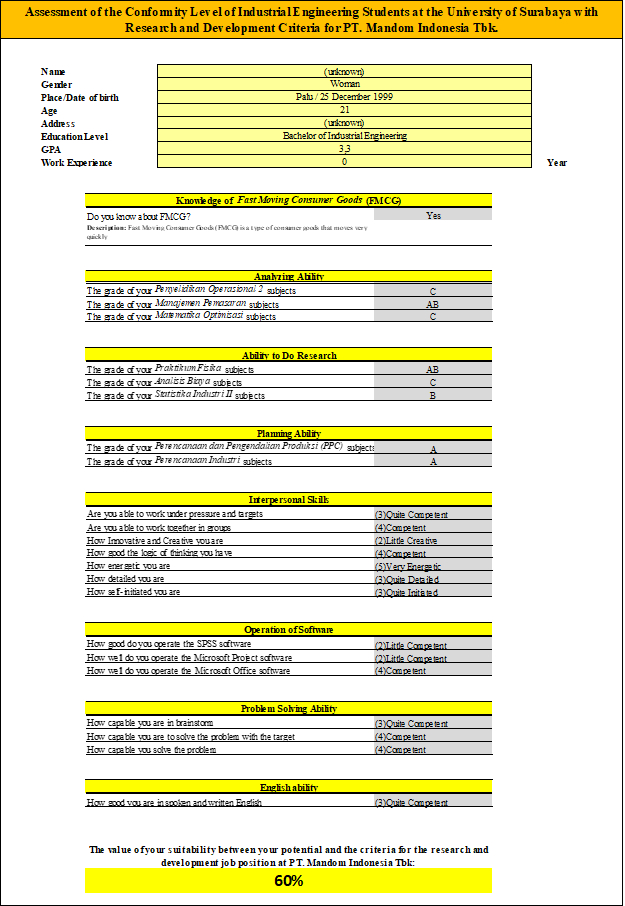 Assessment of the Conformity Level of Industrial Engineering Students at the University of Surabaya with
Research and Development Criteria for PT. Mandom Indonesia Tbk.
Name (unknown)
Gender Woman
Place/Date of birth Palu / 25 December 1999
Age 21
Address (unknown)
Education Level Bachelor of Industrial Engineering
GPA 3,3
Work Experience 0 Year
Knowledge of Fast Moving Consumer Goods (FMCG)
Do you know about FMCG? Yes
Description: Fast Moving Consumer Goods (FMCG) is a type of consumer goods that moves very
quickly
Analyzing Ability
The grade of your Penyelidikan Operasional 2 subjects C
The grade of your Manajemen Pemasaran subjects AB
The grade of your Matematika Optimisasi subjects C
Ability to Do Research
The grade of your Praktikum Fisika subjects AB
The grade of your Analisis Biaya subjects C
The grade of your Statistika Industri II subjects B
Planning Ability
The grade of your Perencanaan dan Pengendalian Produksi (PPC) subjects A
The grade of your Perencanaan Industri subjects A
Interpersonal Skills
Are you able to work under pressure and targets (3)Quite Competent
Are you able to work together in groups (4)Competent
How Innovative and Creative you are (2)Little Creative
How good the logic of thinking you have (4)Competent
How energetic you are (5)Very Energetic
How detailed you are (3)Quite Detailed
How self-initiated you are (3)Quite Initiated
Operation of Software
How good do you operate the SPSS software (2)Little Competent
How well do you operate the Microsoft Project software (2)Little Competent
How well do you operate the Microsoft Office software (4)Competent
Problem Solving Ability
How capable you are in brainstorm (3)Quite Competent
How capable you are to solve the problem with the target (4)Competent
How capable you solve the problem (4)Competent
English ability
How good you are in spoken and written English (3)Quite Competent
The value of your suitability between your potential and the criteria for the research and
development job position at PT. Mandom Indonesia Tbk:
60%